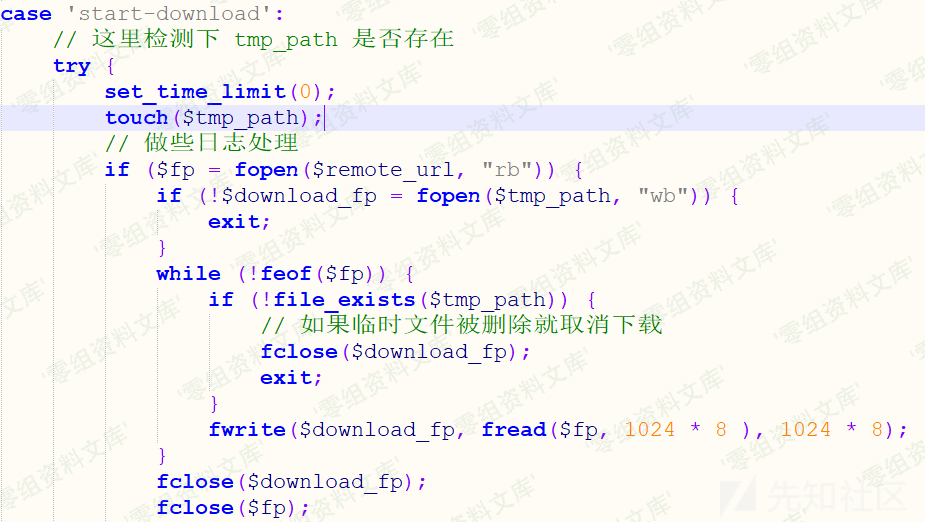 case 'start-download':
    // 这里检测下 tmp_path 是否存在
    try {
        set_time_limit(0);
        touch($tmp_path);
        // 做些日志处理
        if ($fp = fopen($remote_url, "rb")) {
            if (!$download_fp = fopen($tmp_path, "wb")) {
                exit;
            }
            while (!feof($fp)) {
                if (!file_exists($tmp_path)) {
                    // 如果临时文件被删除就取消下载
                    fclose($download_fp);
                    exit;
                }
                fwrite($download_fp, fread($fp, 1024 * 8 ), 1024 * 8);
            }
            fclose($download_fp);
            fclose($fp);
'零组资料文库'
先知社区